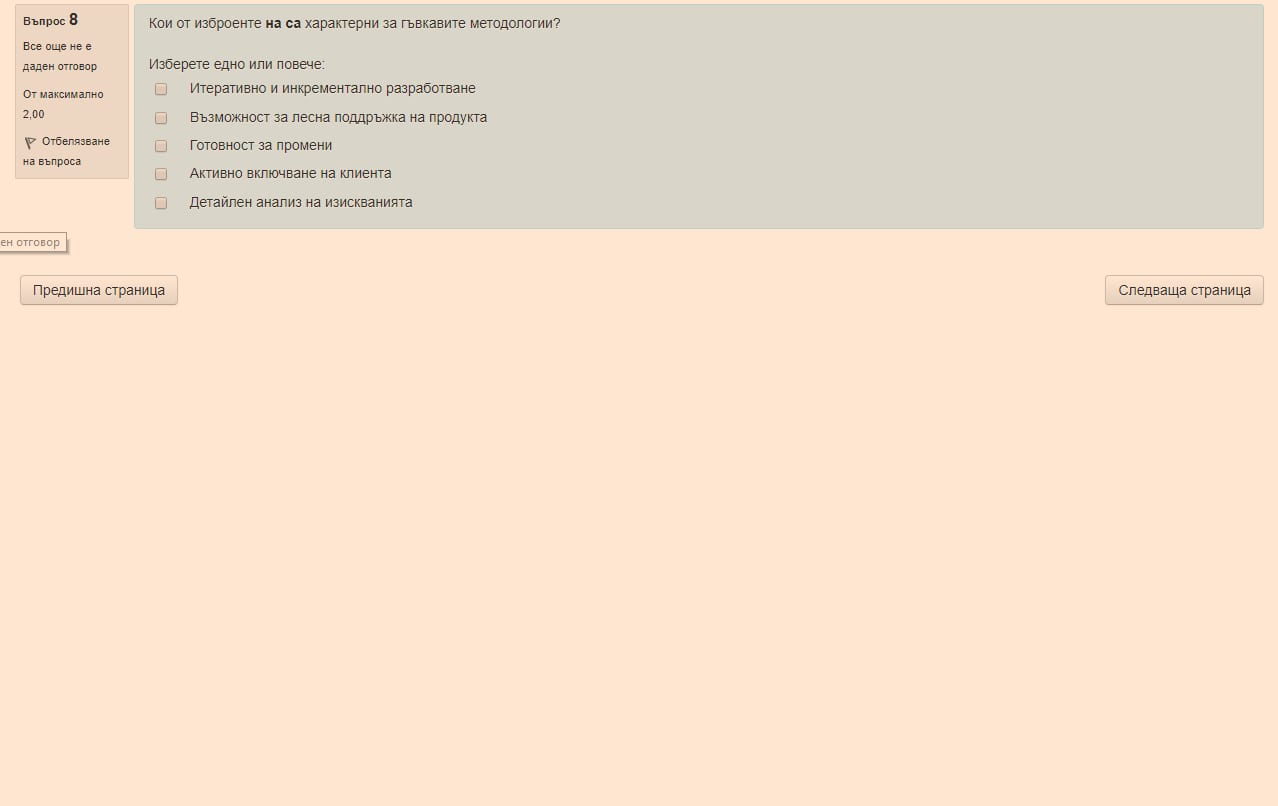 Въпрос 8
Все още не е
даден отговор
От максимално
2,00
Отбелязване
на въпроса
Кои от изброенте на са характерни за гъвкавите методологии?
Изберете едно или повече:
Итеративно и инкрементално разработване
Възможност за лесна поддръжка на продукта
Готовност за промени
Активно включване на клиента
Детайлен анализ на изискванията
ен отговор
Предишна страница
Следваща страница